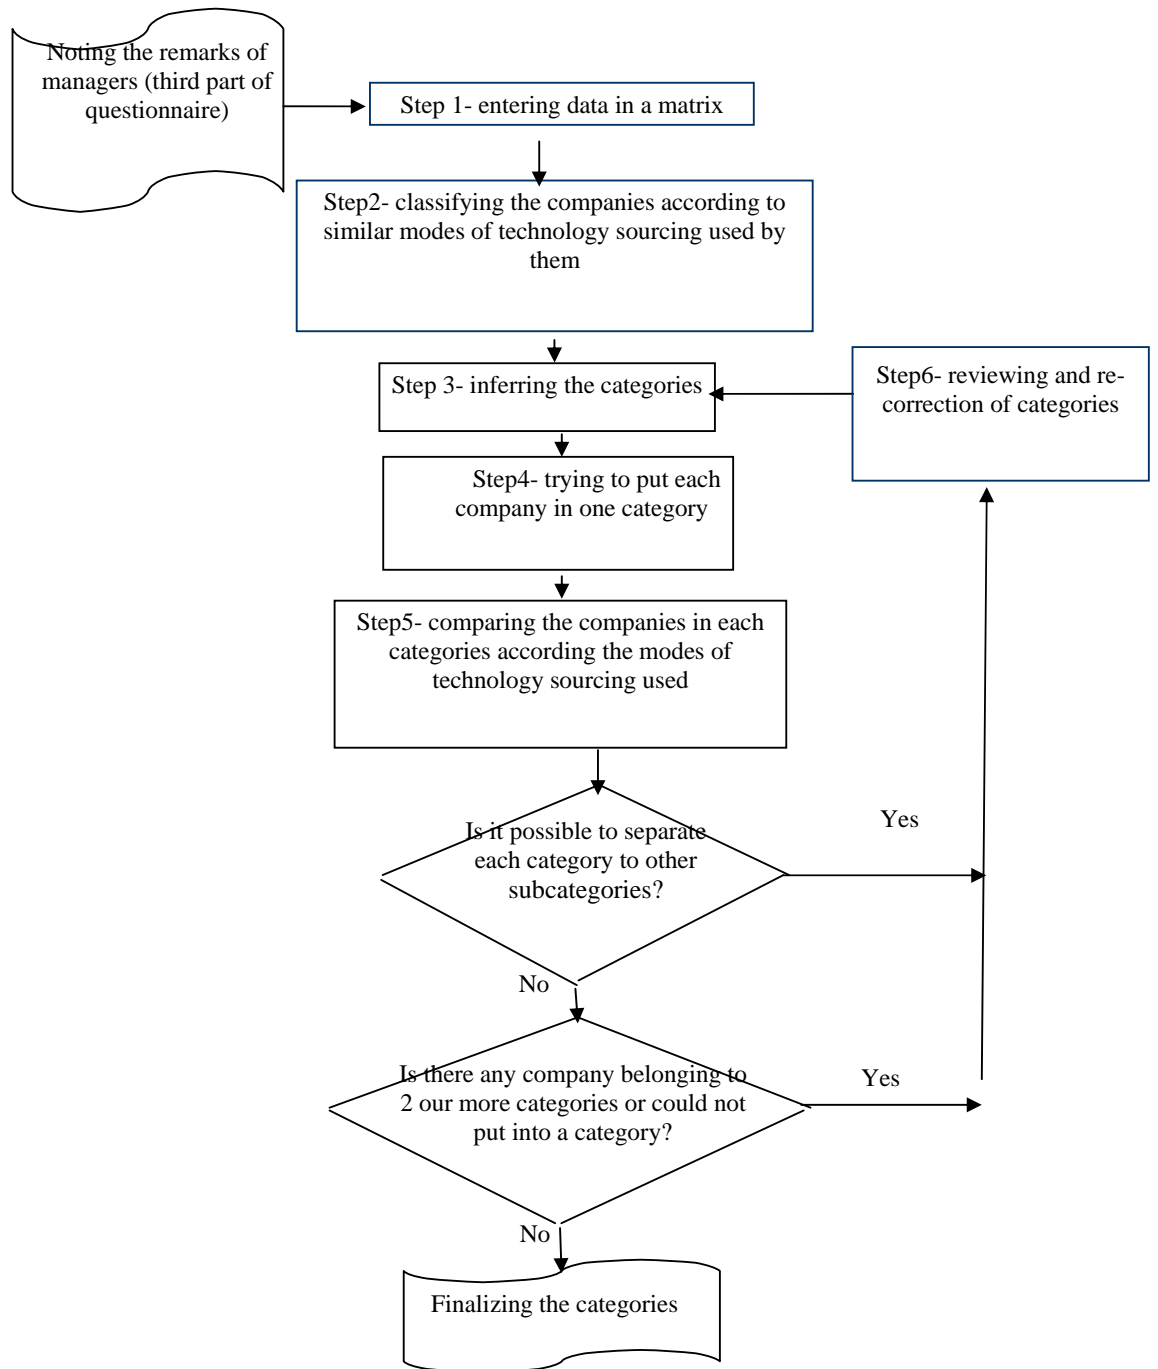 Noting the remarks of
managers (third part of
questionnaire)
Step 1- entering data in a matrix
Step2- classifying the companies according to
similar modes of technology sourcing used by
them
Step 3- inferring the categories
Step6- reviewing and re-
correction of categories
Step4- trying to put each
company in one category
Step5- comparing the companies in each
categories according the modes of
technology sourcing used
Is it possible to separate
each category to other
subcategories?
Yes
No
Is there any company belonging to
2 our more categories or could not
put into a category?
Yes
No
Finalizing the categories